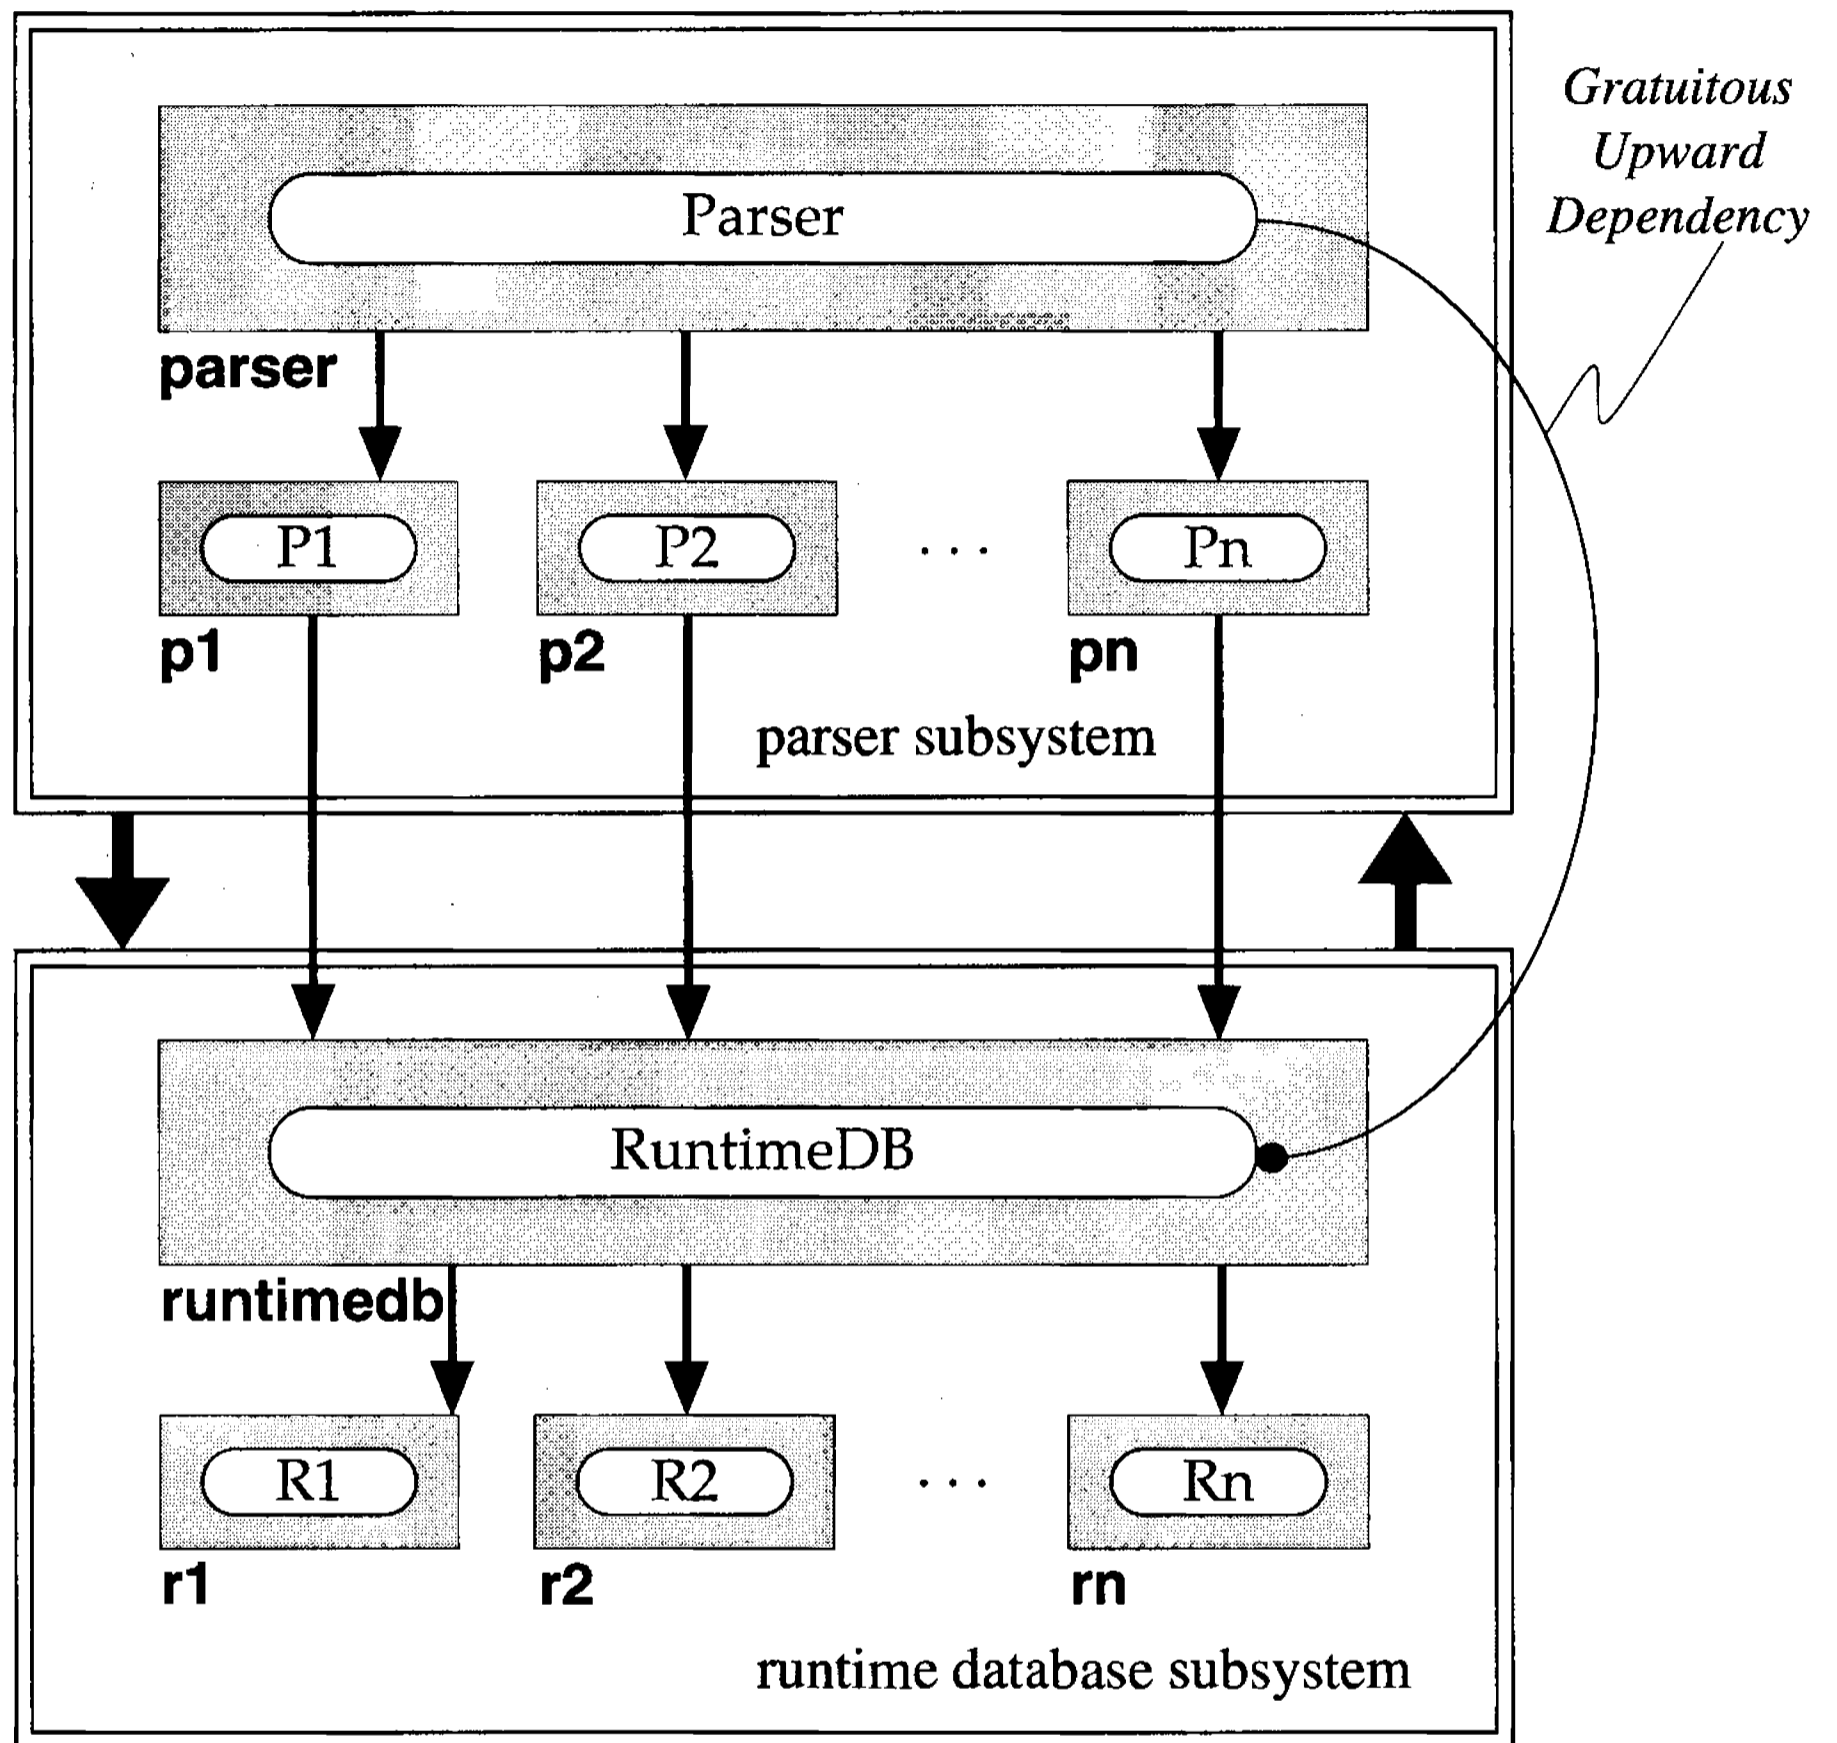 Gratuitous
Upward
Dependency
Parser
parser
P1 P2 ... Pn
p1 p2 pn
parser subsystem
RuntimeDB
runtimedb
R1 R2 ... Rn
r1 r2 rn
runtime database subsystem